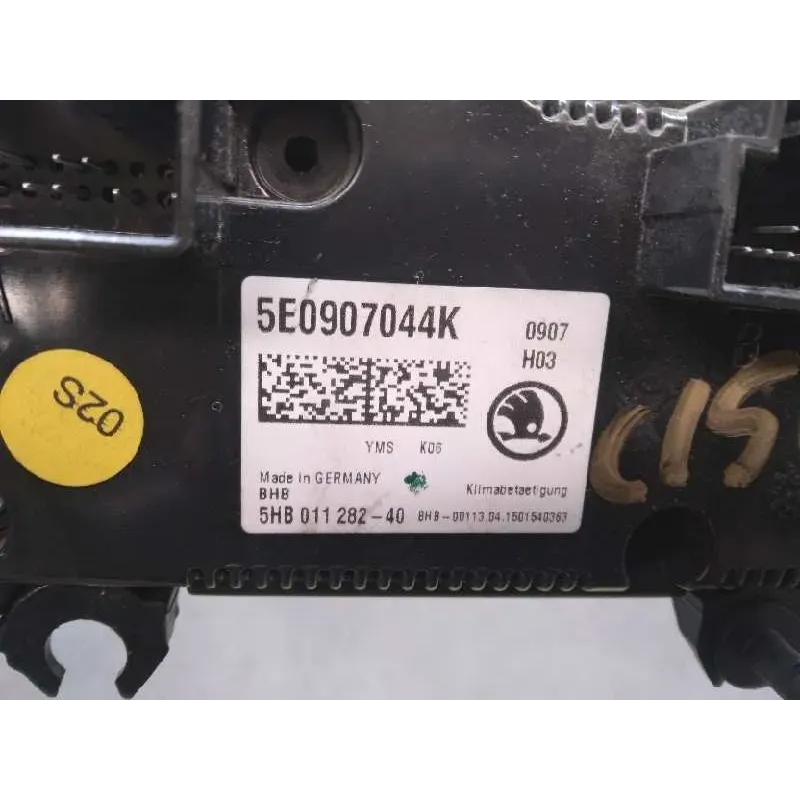 5E0907044K
0907
H03
YMS K06
Made in GERMANY
BHB
Klimabetaetigung
5HB 011 282-40
BHB-00113.04.1501540363
02S
C15